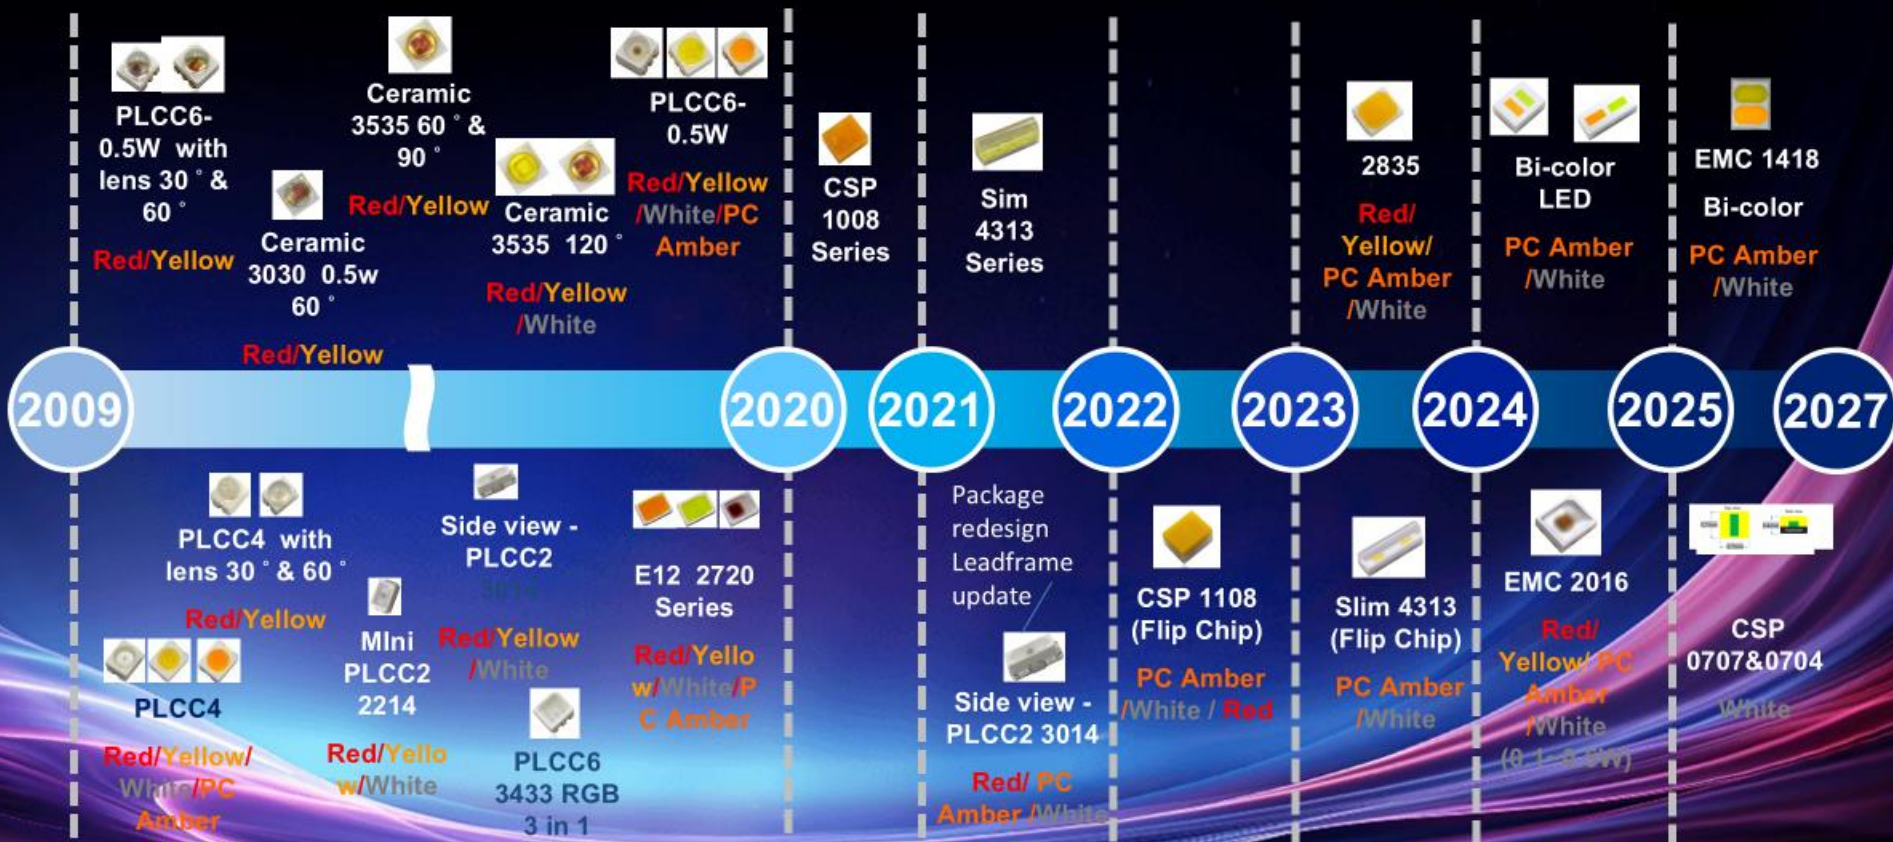 PLCC6-
0.5W with
lens 30 ° &
60 °
Red/Yellow
Ceramic
3030 0.5w
60 °
Red/Yellow
Ceramic
3535 60 ° &
90 °
Red/Yellow
Ceramic
3535 120 °
Red/Yellow
/White
PLCC6-
0.5W
Red/Yellow
/White/PC
Amber
CSP
1008
Series
Sim
4313
Series
2835
Red/
Yellow/
PC Amber
/White
Bi-color
LED
PC Amber
/White
EMC 1418
Bi-color
PC Amber
/White
2009
2020
2021
2022
2023
2024
2025
2027
PLCC4 with
lens 30 ° & 60 °
Red/Yellow
PLCC4
Red/Yellow/
White/PC
Amber
MIni
PLCC2
2214
Red/Yello
w/White
Side view -
PLCC2
3014
Red/Yellow
/White
PLCC6
3433 RGB
3 in 1
E12 2720
Series
Red/Yello
w/White/P
C Amber
Package
redesign
Leadframe
update
Side view -
PLCC2 3014
Red/ PC
Amber /White
CSP 1108
(Flip Chip)
PC Amber
/White / Red
Slim 4313
(Flip Chip)
PC Amber
/White
EMC 2016
Red/
Yellow/ PC
Amber
/White
CSP
0707&0704
White